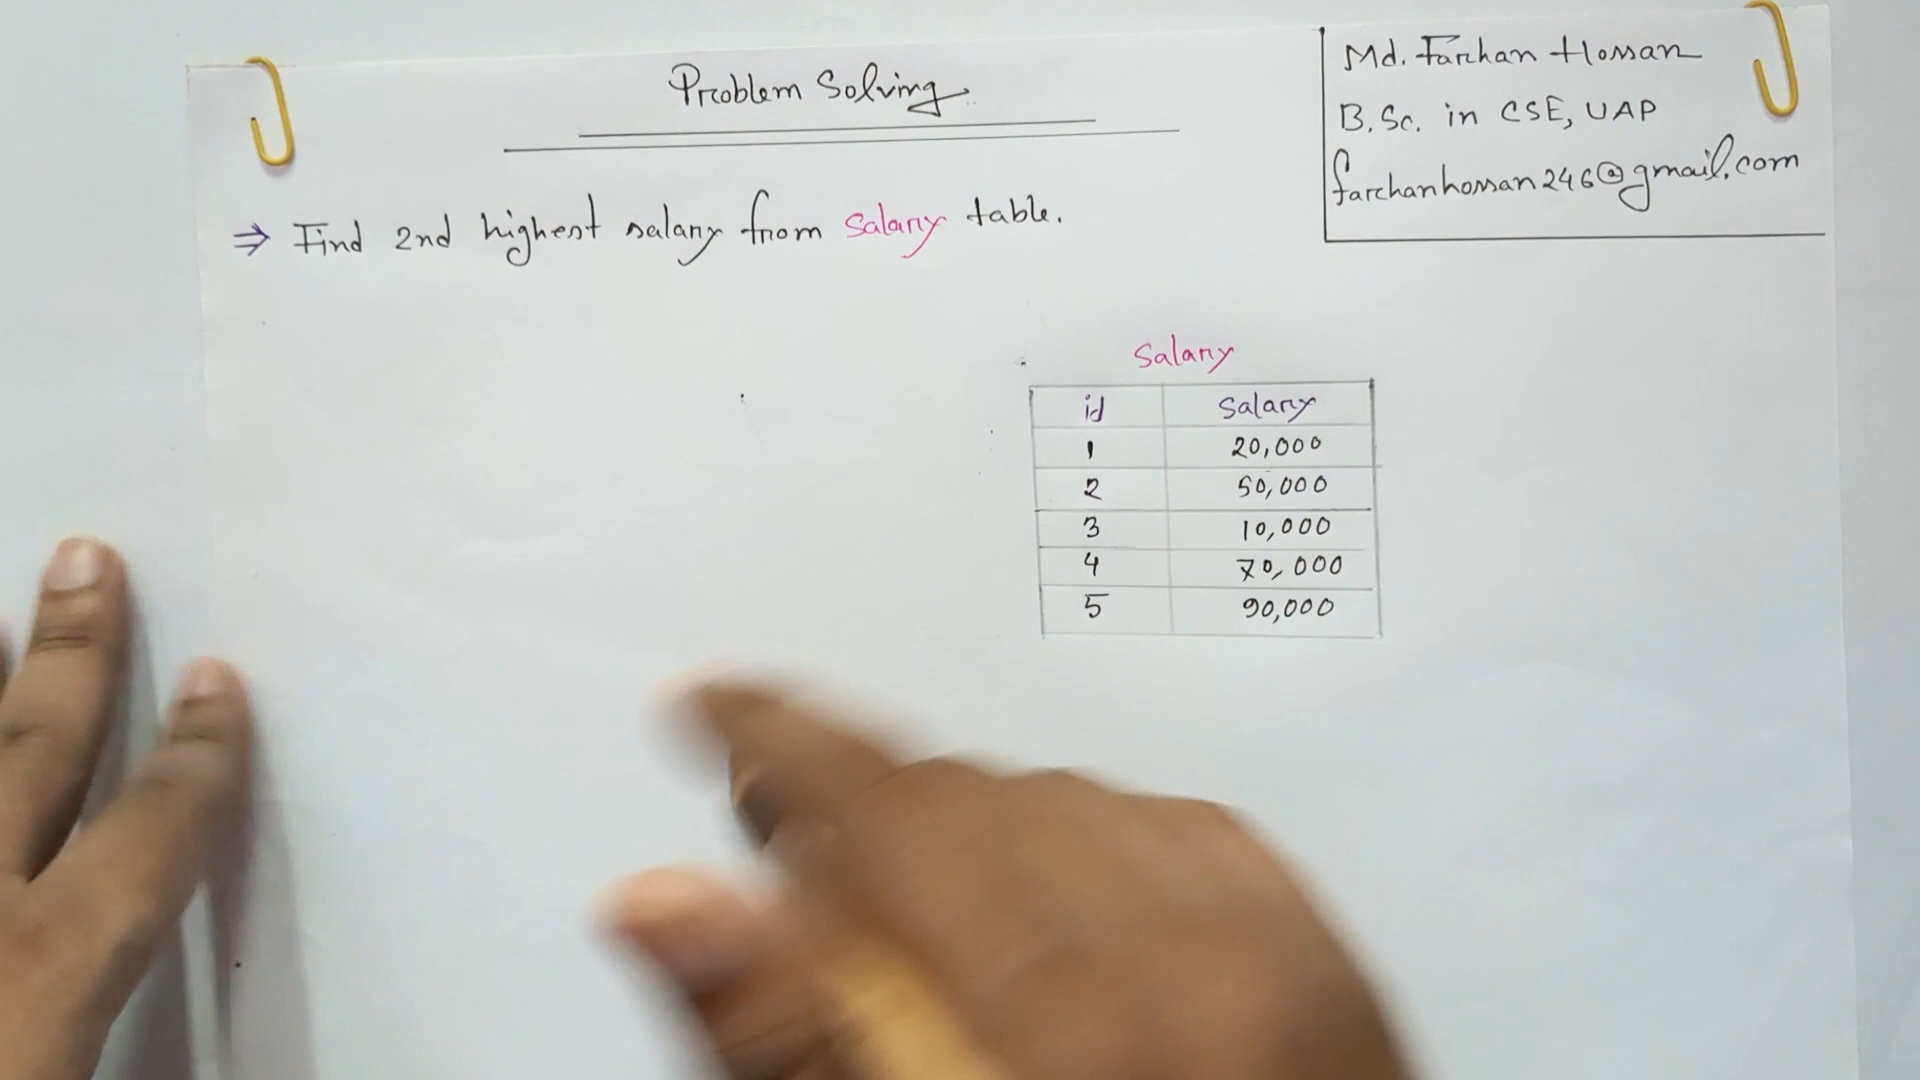 Problem Solving
Md. Farhan Hossan
B.Sc. in CSE, UAP
farhanhossan246@gmail.com
⇒ Find 2nd highest salary from Salary table.
Salary
id Salary
1 20,000
2 50,000
3 10,000
4 70,000
5 90,000